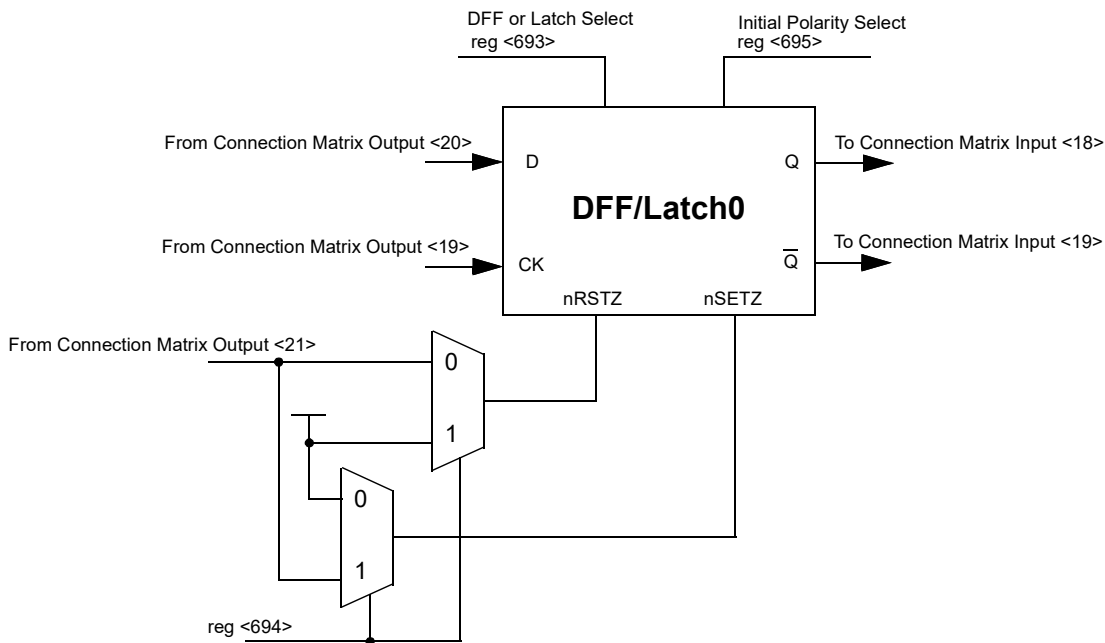 DFF or Latch Select
reg <693>
Initial Polarity Select
reg <695>
From Connection Matrix Output <20>
D
Q
To Connection Matrix Input <18>
DFF/Latch0
From Connection Matrix Output <19>
CK
Q̅
To Connection Matrix Input <19>
nRSTZ
nSETZ
From Connection Matrix Output <21>
0
1
0
1
reg <694>